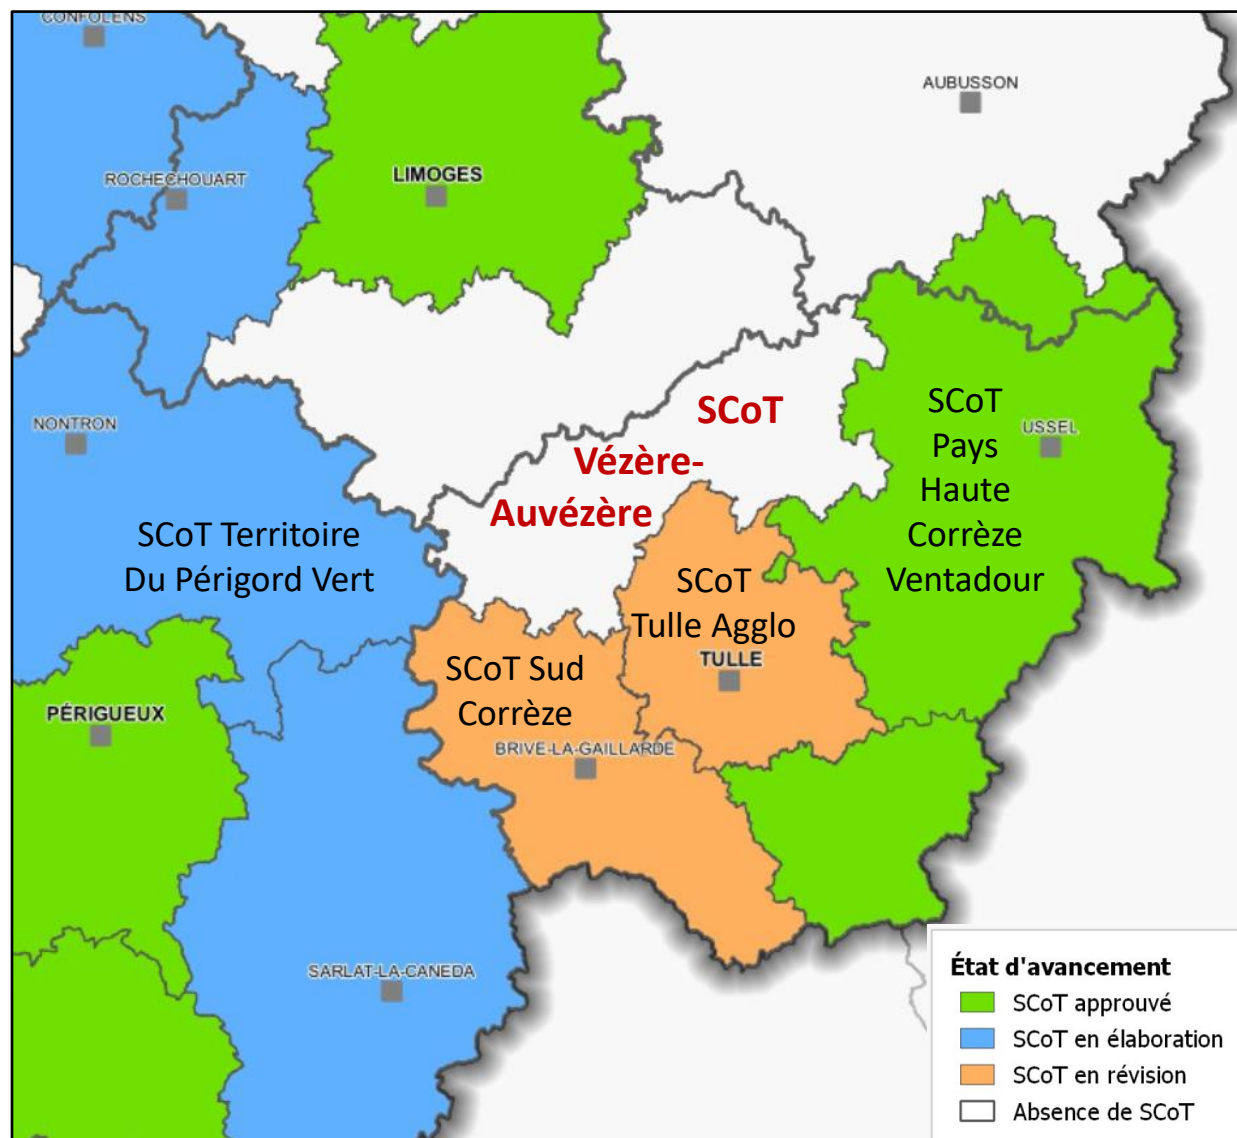 CONFOLENS
AUBUSSON
ROCHECHOUART
LIMOGES
NONTRON
SCoT
Vézère-
Auvézère
SCoT
Pays
Haute
Corrèze
Ventadour
USSEL
SCoT Territoire
Du Périgord Vert
SCoT
Tulle Agglo
TULLE
SCoT Sud
Corrèze
PÉRIGUEUX
BRIVE-LA-GAILLARDE
SARLAT-LA-CANEDA
État d'avancement
SCoT approuvé
SCoT en élaboration
SCoT en révision
Absence de SCoT